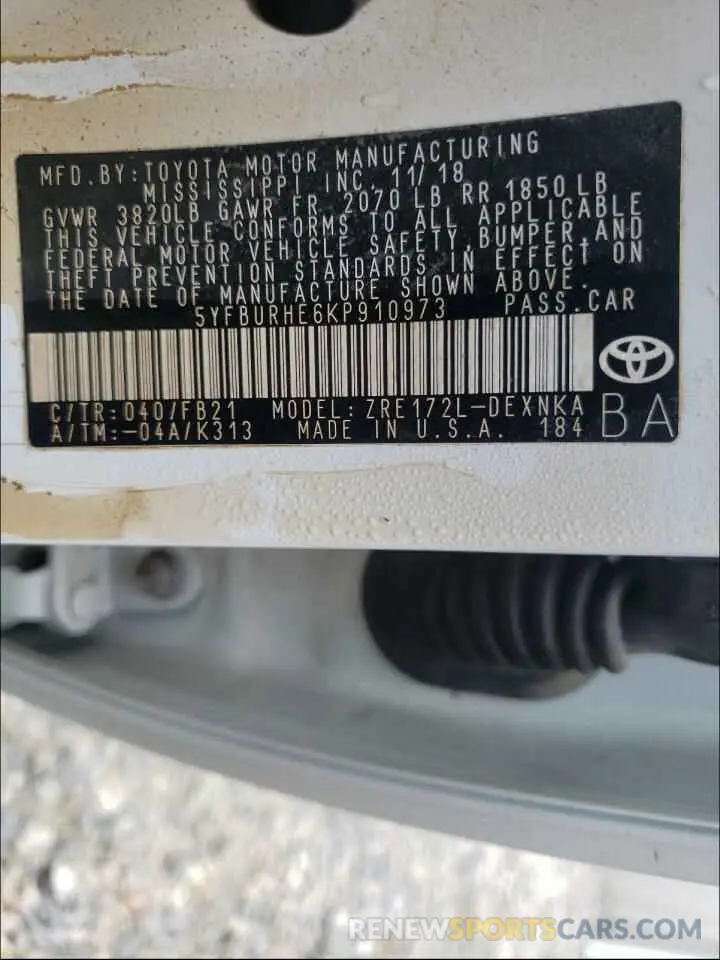 MFD.BY:TOYOTA MOTOR MANUFACTURING
MISSISSIPPI INC. 11/18
GVWR 3820LB GAWR FR 2070 LB RR 1850LB
THIS VEHICLE CONFORMS TO ALL APPLICABLE
FEDERAL MOTOR VEHICLE SAFETY,BUMPER,AND
THEFT PREVENTION STANDARDS IN EFFECT ON
THE DATE OF MANUFACTURE SHOWN ABOVE.
5YFBURHE6KP910973 PASS.CAR
C/TR:040/FB21 MODEL:ZRE172L-DEXNKA
A/TM:-04A/K313 MADE IN U.S.A. 184
BA
RENEWSPORTSCARS.COM